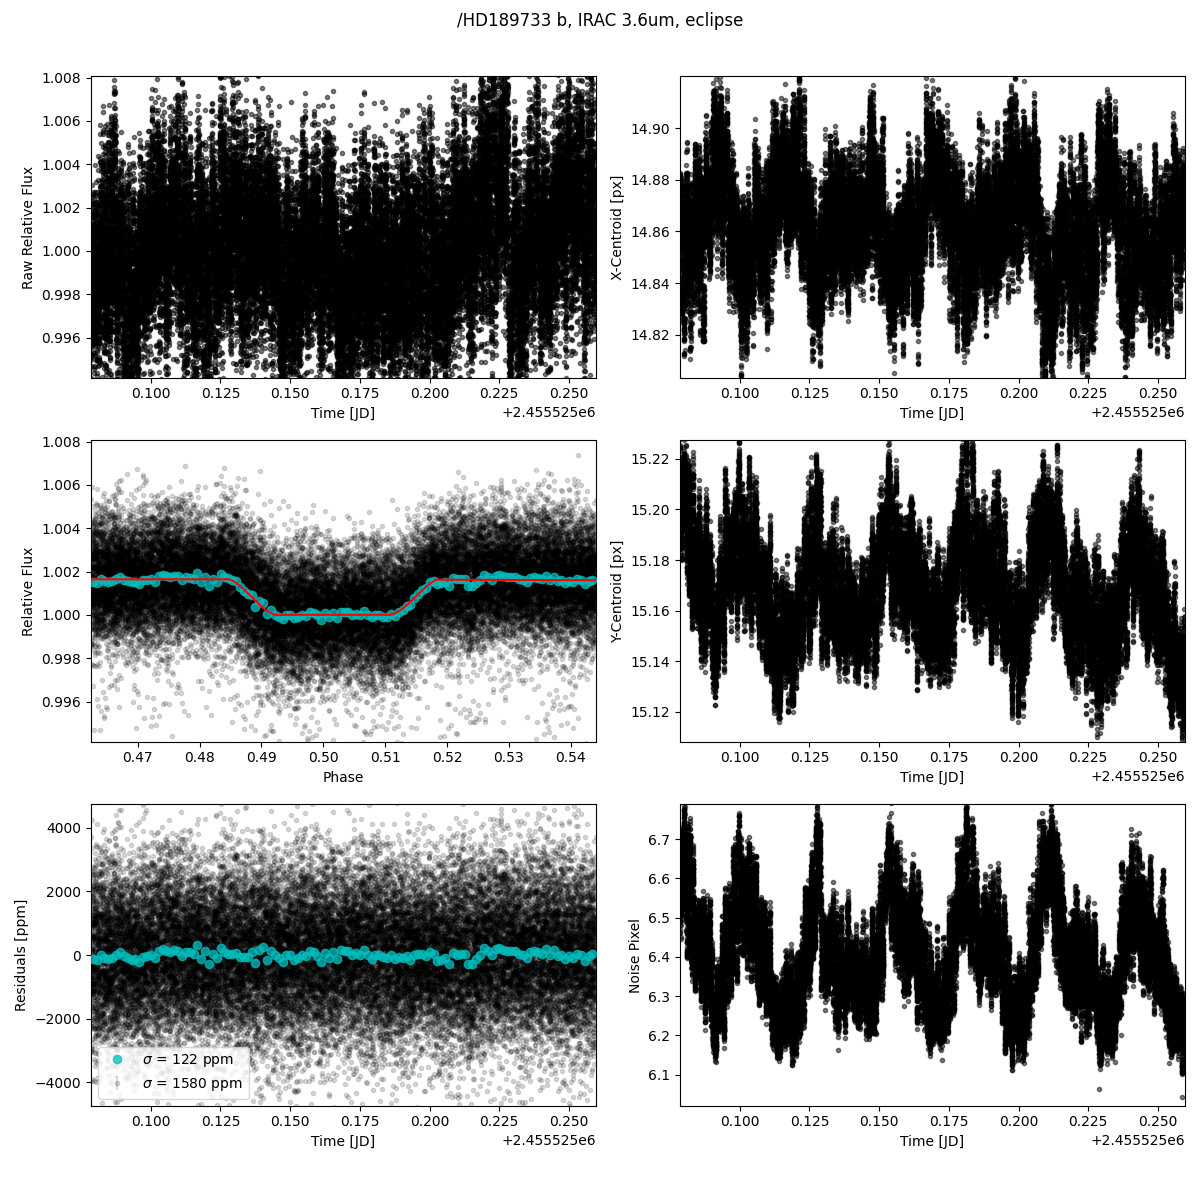 /HD189733 b, IRAC 3.6um, eclipse
1.008
1.006
1.004
1.002
1.000
0.998
0.996
Raw Relative Flux
0.100 0.125 0.150 0.175 0.200 0.225 0.250
Time [JD]
+2.455525e6
14.90
14.88
14.86
14.84
14.82
X-Centroid [px]
0.100 0.125 0.150 0.175 0.200 0.225 0.250
Time [JD]
+2.455525e6
1.008
1.006
1.004
1.002
1.000
0.998
0.996
Relative Flux
0.47 0.48 0.49 0.50 0.51 0.52 0.53 0.54
Phase
15.22
15.20
15.18
15.16
15.14
15.12
Y-Centroid [px]
0.100 0.125 0.150 0.175 0.200 0.225 0.250
Time [JD]
+2.455525e6
4000
2000
0
−2000
−4000
Residuals [ppm]
σ = 122 ppm
σ = 1580 ppm
0.100 0.125 0.150 0.175 0.200 0.225 0.250
Time [JD]
+2.455525e6
6.7
6.6
6.5
6.4
6.3
6.2
6.1
Noise Pixel
0.100 0.125 0.150 0.175 0.200 0.225 0.250
Time [JD]
+2.455525e6